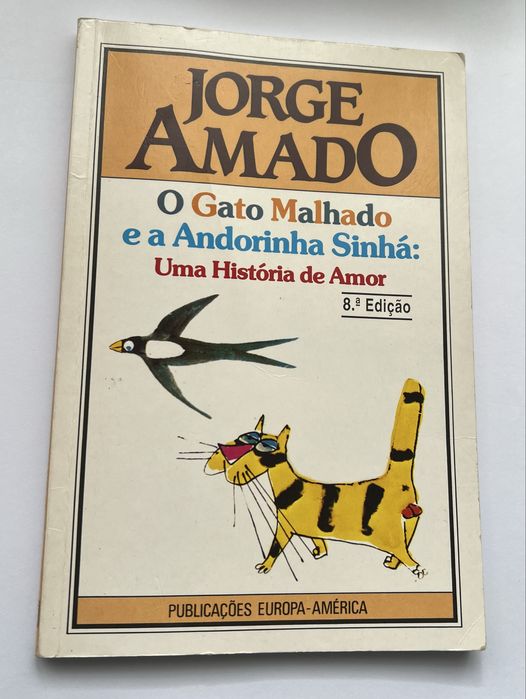 JORGE
AMADO
O Gato Malhado
e a Andorinha Sinhá:
Uma História de Amor
8.ª Edição
PUBLICAÇÕES EUROPA-AMÉRICA